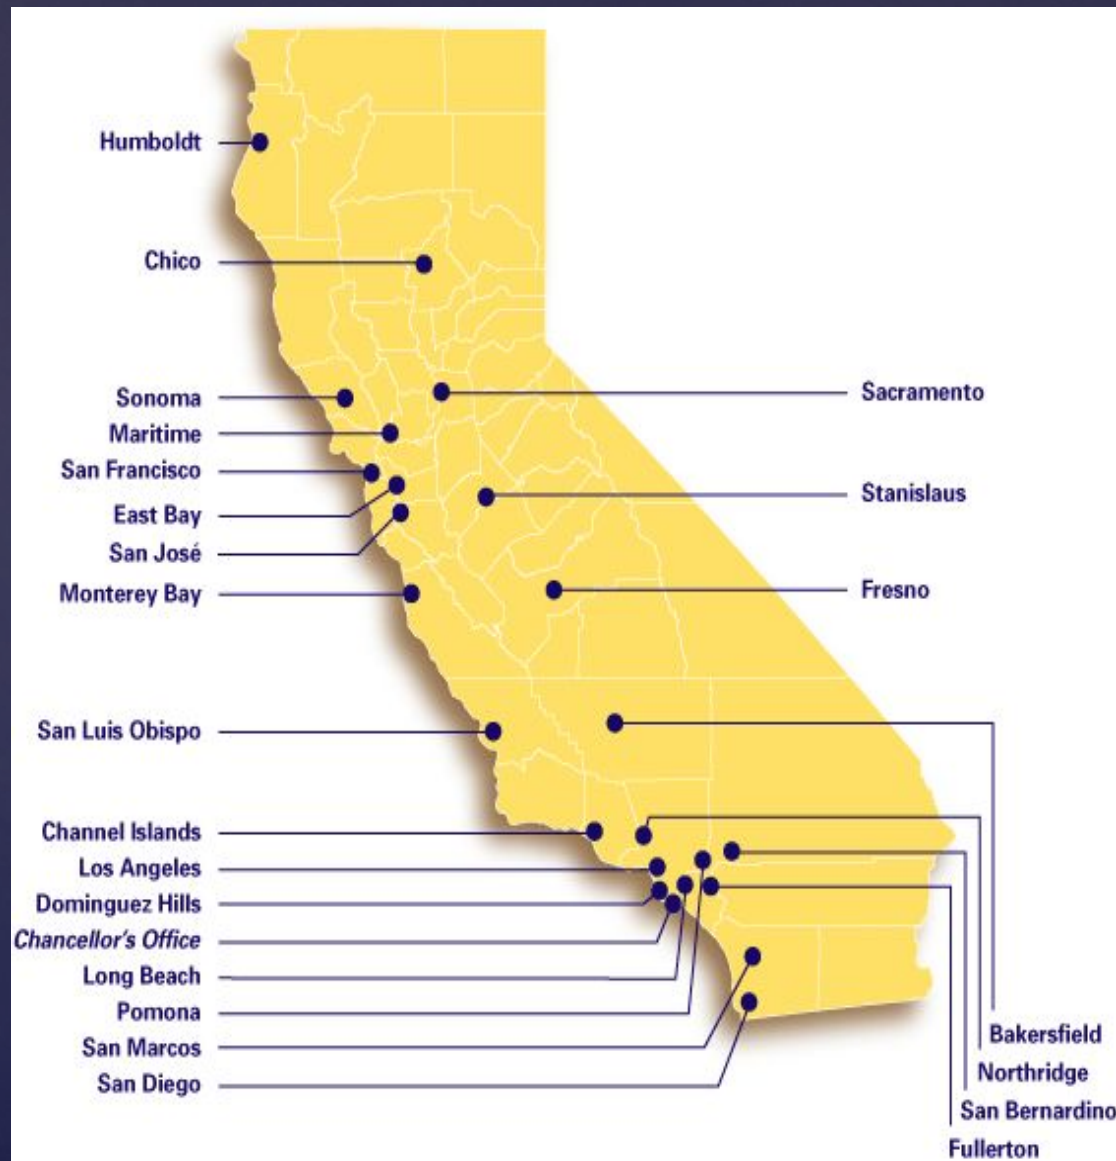 Humboldt
Chico
Sonoma
Maritime
San Francisco
East Bay
San José
Monterey Bay
San Luis Obispo
Channel Islands
Los Angeles
Dominguez Hills
Chancellor's Office
Long Beach
Pomona
San Marcos
San Diego
Sacramento
Stanislaus
Fresno
Bakersfield
Northridge
San Bernardino
Fullerton